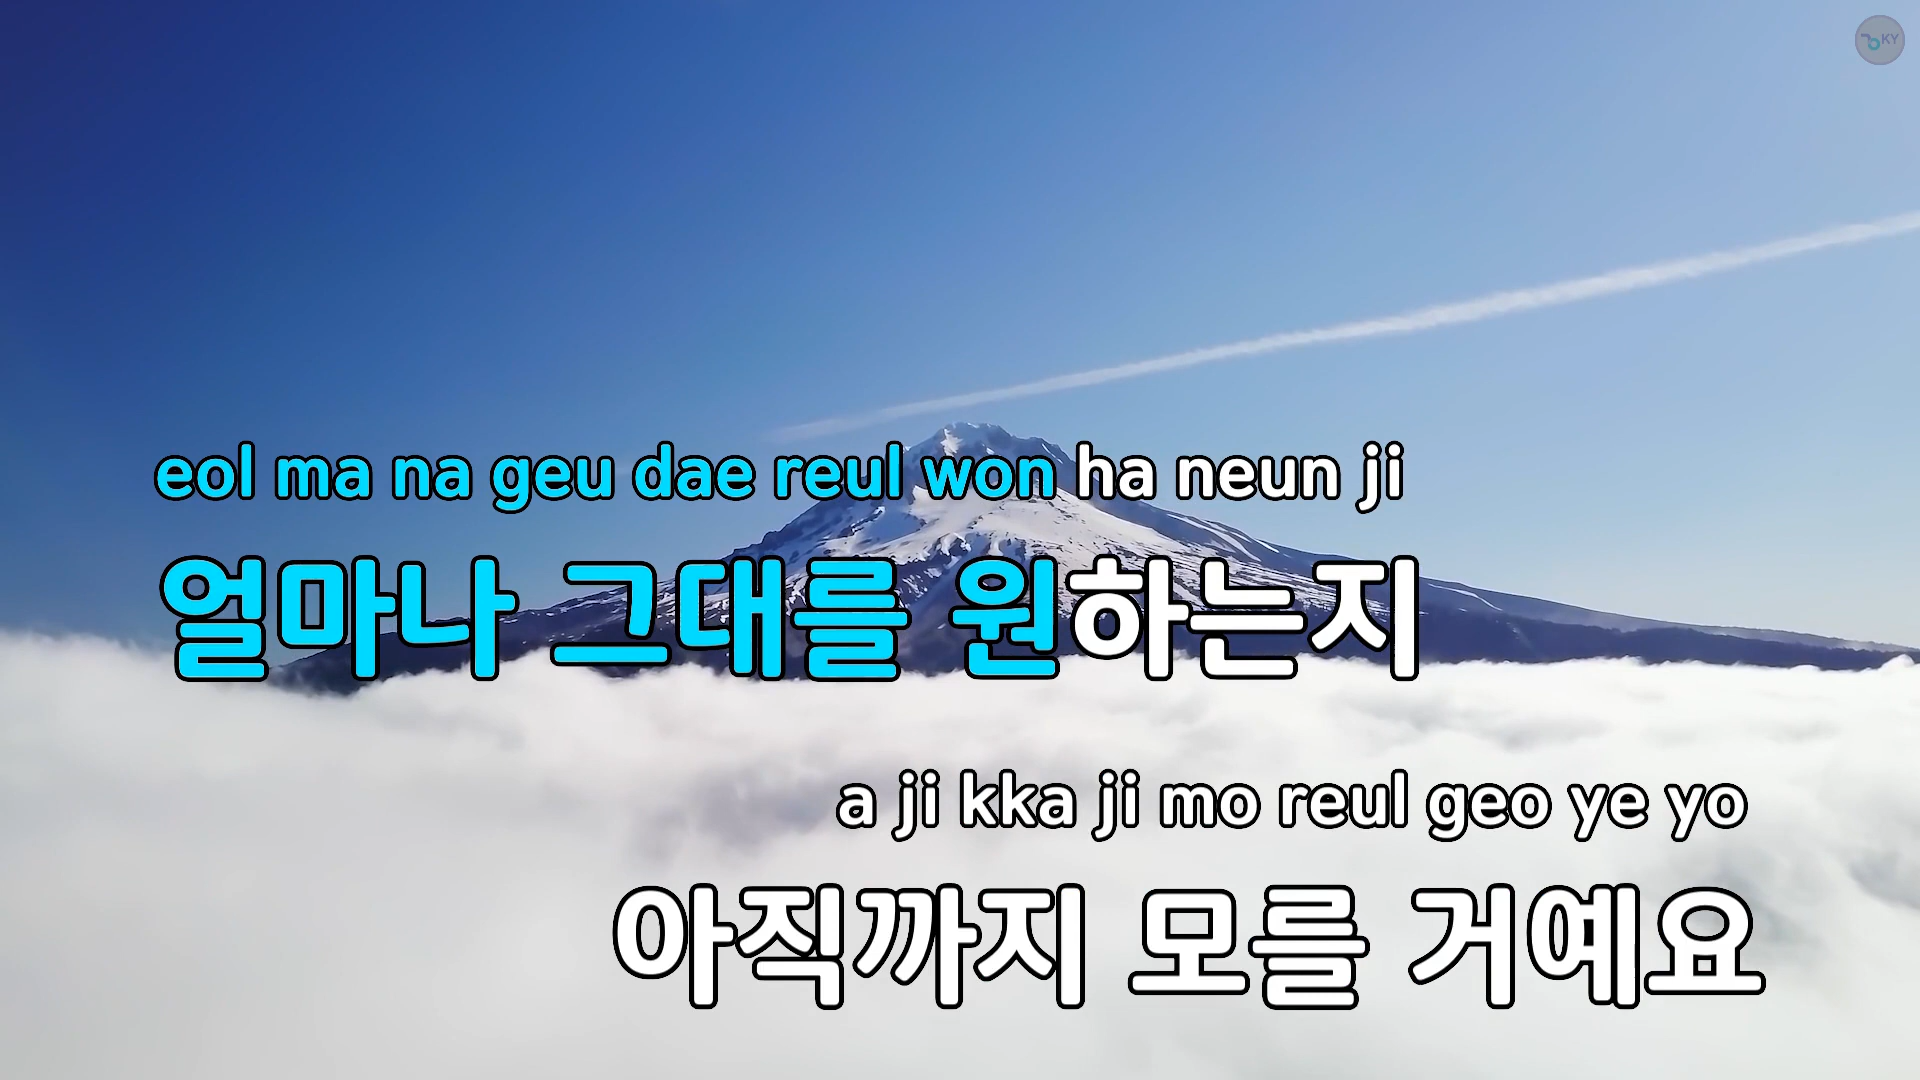 KY
eol ma na geu dae reul won ha neun ji
얼마나 그대를 원하는지
a ji kka ji mo reul geo ye yo
아직까지 모를 거예요